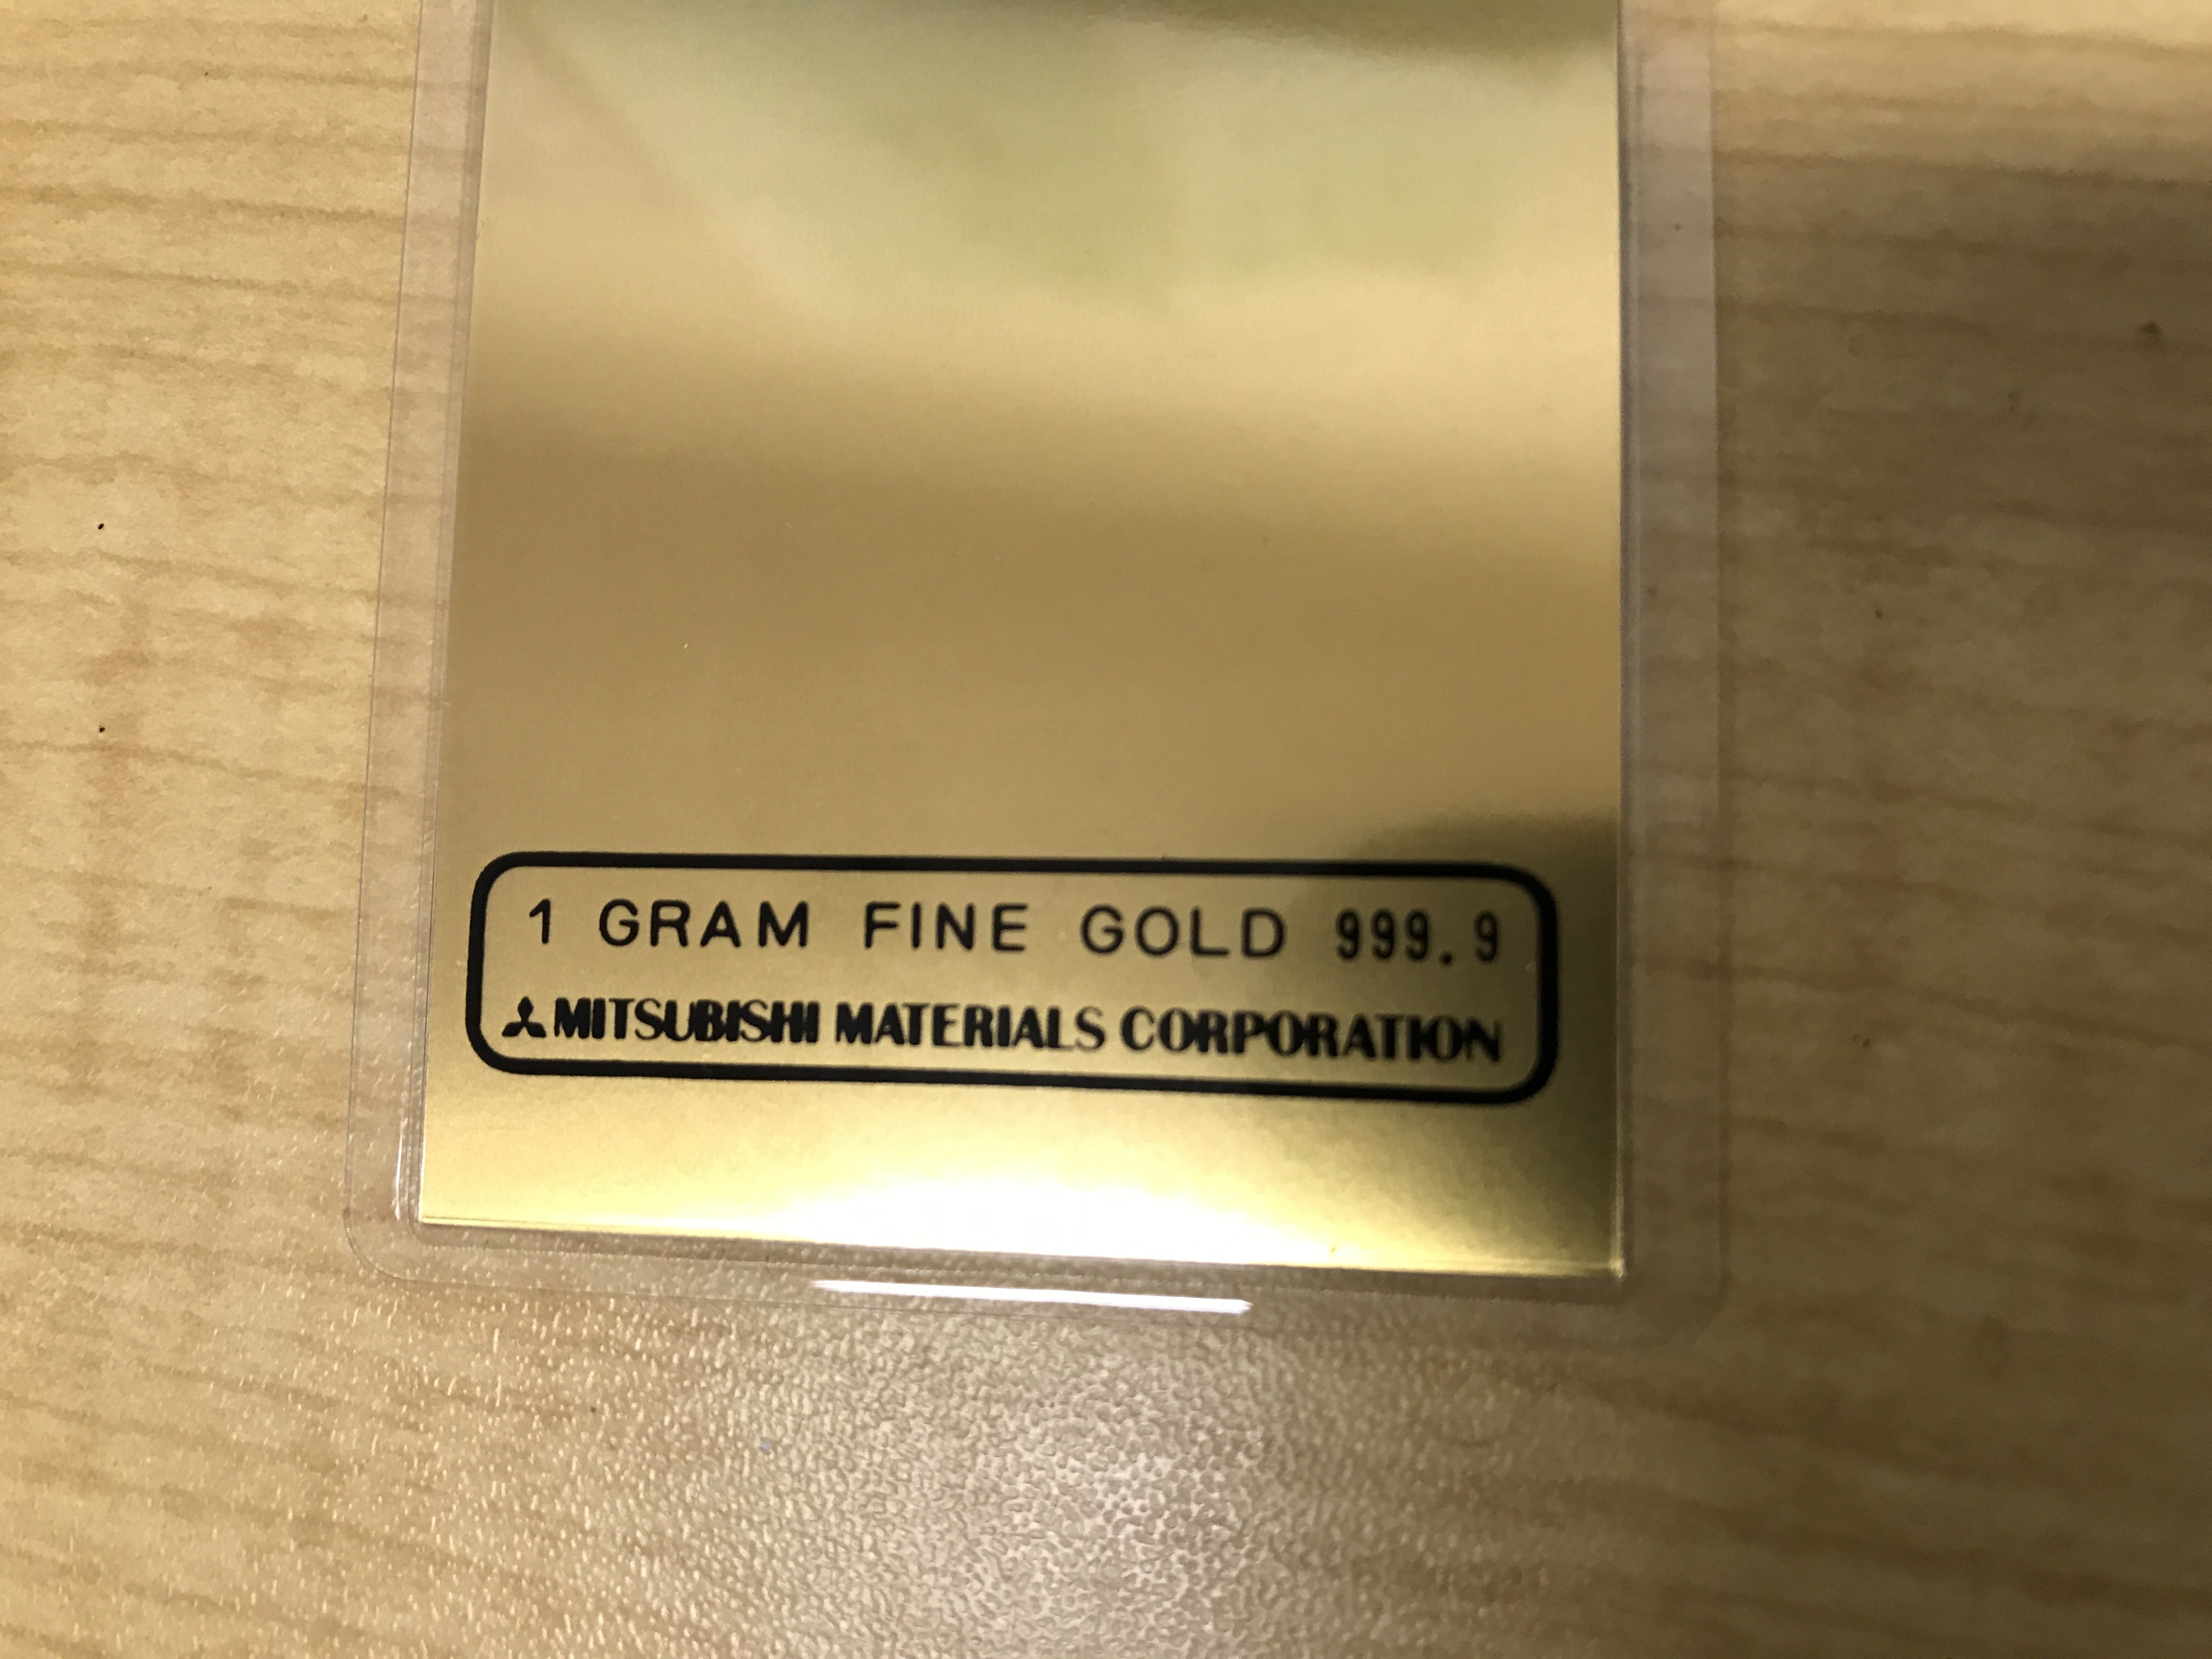 1 GRAM FINE GOLD 999.9
MITSUBISHI MATERIALS CORPORATION